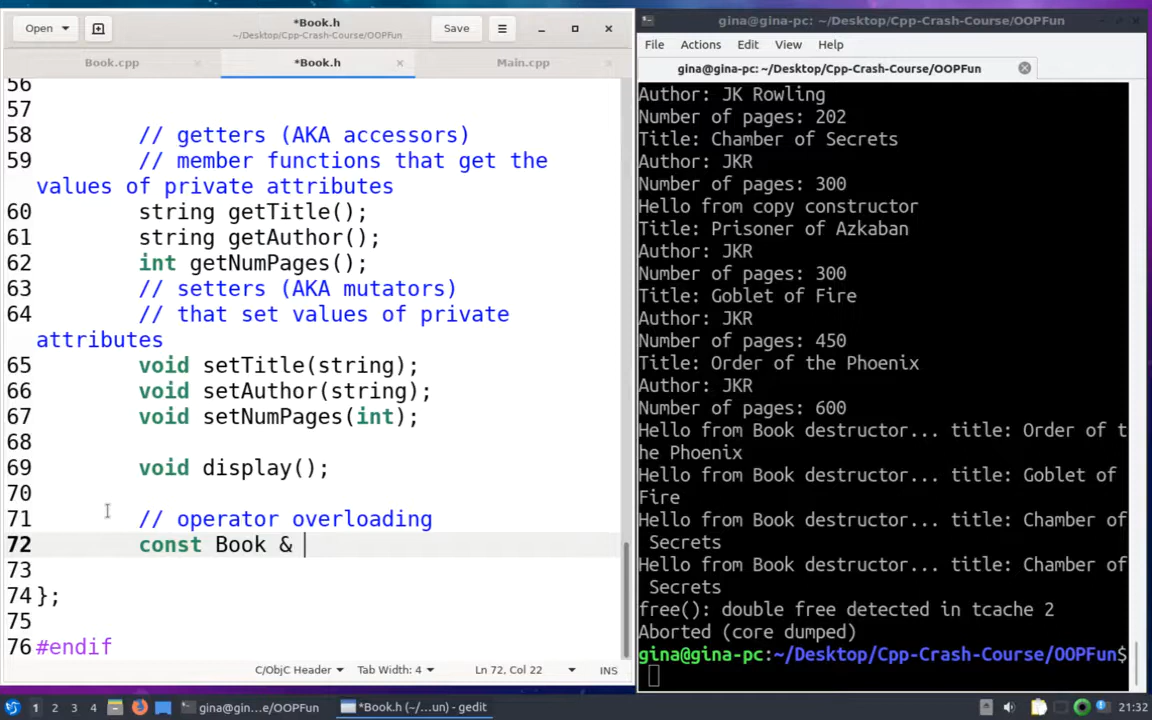 Open
*Book.h
~/Desktop/Cpp-Crash-Course/OOPFun
Save
Book.cpp
*Book.h
Main.cpp
56
57
58 // getters (AKA accessors)
59 // member functions that get the
values of private attributes
60 string getTitle();
61 string getAuthor();
62 int getNumPages();
63 // setters (AKA mutators)
64 // that set values of private
attributes
65 void setTitle(string);
66 void setAuthor(string);
67 void setNumPages(int);
68
69 void display();
70
71 // operator overloading
72 const Book &
73
74 };
75
76 #endif
C/ObjC Header Tab Width: 4 Ln 72, Col 22 INS
gina@gina-pc: ~/Desktop/Cpp-Crash-Course/OOPFun
File Actions Edit View Help
gina@gina-pc: ~/Desktop/Cpp-Crash-Course/OOPFun
Author: JK Rowling
Number of pages: 202
Title: Chamber of Secrets
Author: JKR
Number of pages: 300
Hello from copy constructor
Title: Prisoner of Azkaban
Author: JKR
Number of pages: 300
Title: Goblet of Fire
Author: JKR
Number of pages: 450
Title: Order of the Phoenix
Author: JKR
Number of pages: 600
Hello from Book destructor... title: Order of t
he Phoenix
Hello from Book destructor... title: Goblet of
Fire
Hello from Book destructor... title: Chamber of
Secrets
Hello from Book destructor... title: Chamber of
Secrets
free(): double free detected in tcache 2
Aborted (core dumped)
gina@gina-pc:~/Desktop/Cpp-Crash-Course/OOPFun$
1 2 3 4 gina@gin...e/OOPFun *Book.h (~/...un) - gedit 21:32